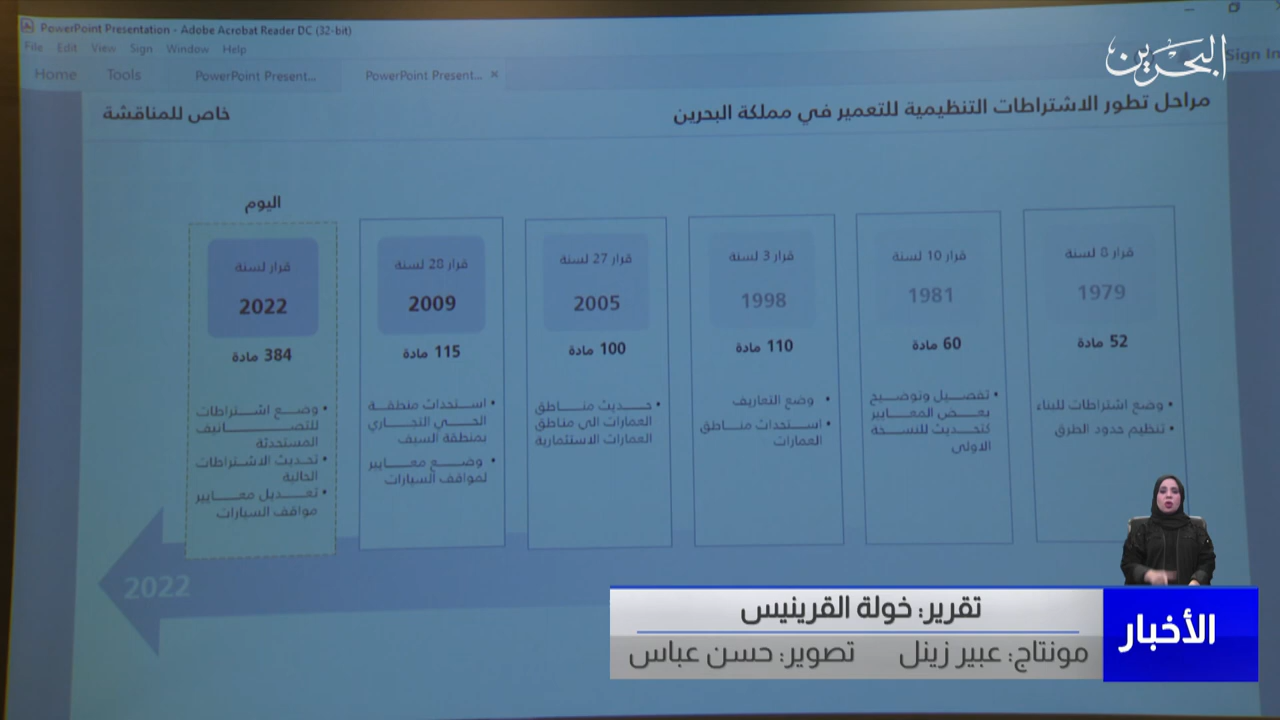 PowerPoint Presentation - Adobe Acrobat Reader DC (32-bit)
File Edit View Sign Window Help
Home Tools PowerPoint Present... PowerPoint Present... ×
Sign In
البحرين
مراحل تطور الاشتراطات التنظيمية للتعمير في مملكة البحرين
خاص للمناقشة
قرار 8 لسنة
1979
52 مادة
• وضع اشتراطات للبناء
• تنظيم حدود الطرق
قرار 10 لسنة
1981
60 مادة
• تفصيل وتوضيح
بعض المعايير
كتحديث للنسخة
الاولى
قرار 3 لسنة
1998
110 مادة
• وضع التعاريف
• استحداث مناطق
العمارات
قرار 27 لسنة
2005
100 مادة
• حديث مناطق
العمارات الى مناطق
العمارات الاستثمارية
قرار 28 لسنة
2009
115 مادة
• استحداث منطقة
الحي التجاري
بمنطقة السيف
• وضع معايير
لمواقف السيارات
اليوم
قرار لسنة
2022
384 مادة
• وضع اشتراطات
للتصانيف
المستحدثة
• تحديث الاشتراطات
الحالية
• تعديل معايير
مواقف السيارات
2022
الأخبار
تقرير: خولة القرينيس
مونتاج: عبير زينل تصوير: حسن عباس